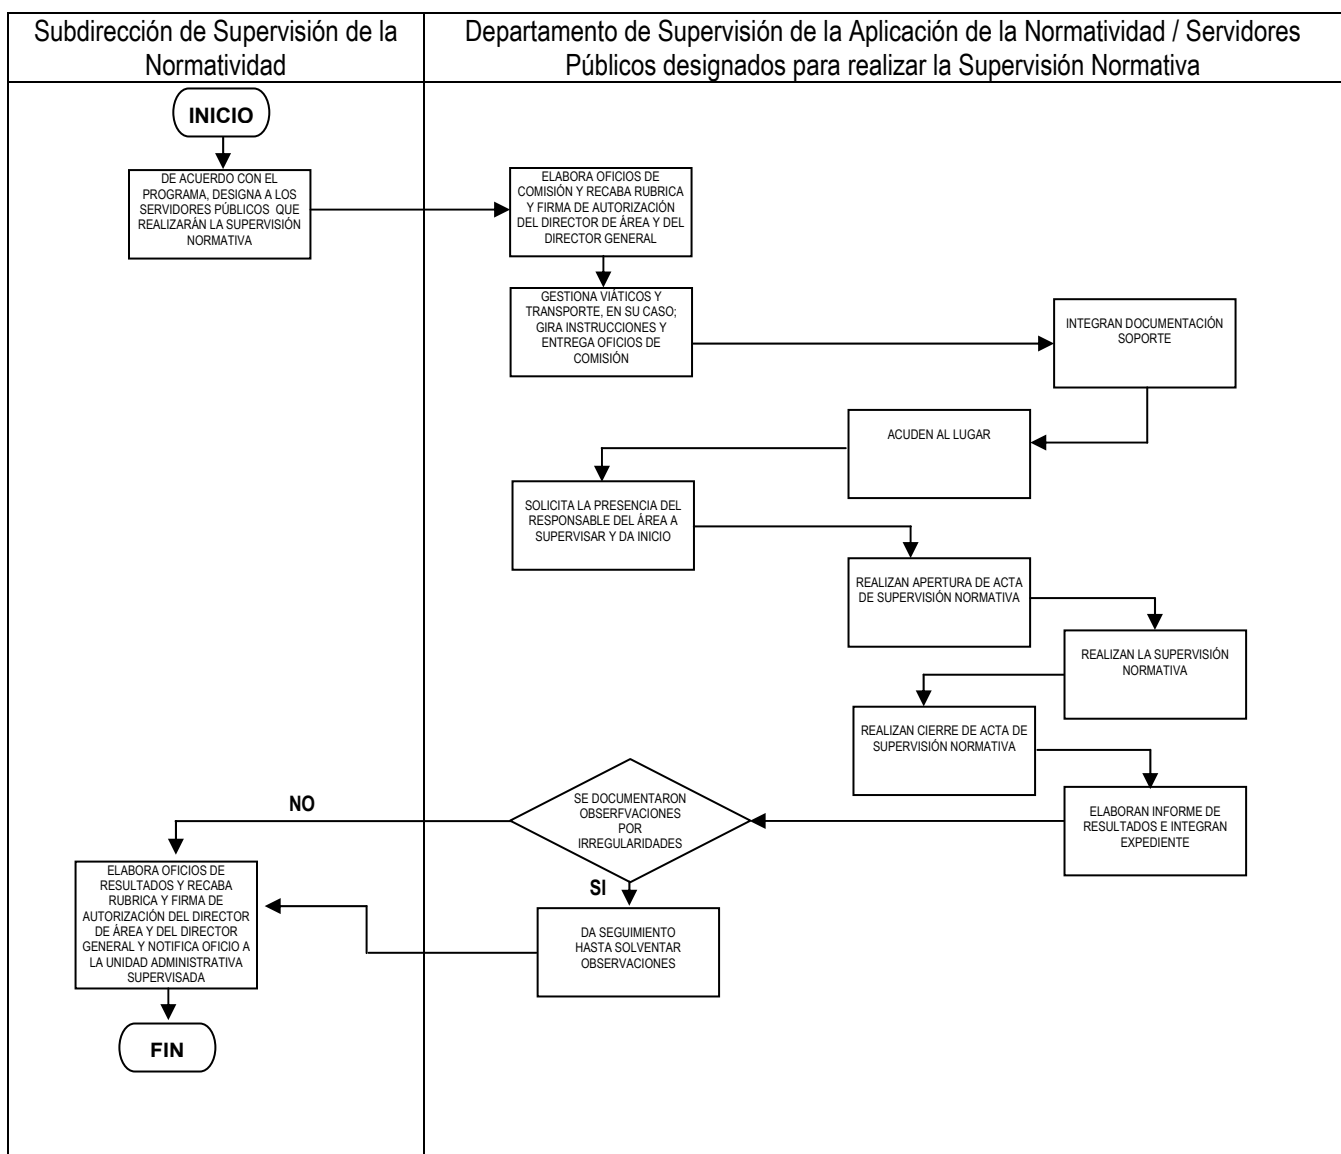 Subdirección de Supervisión de la
Normatividad
Departamento de Supervisión de la Aplicación de la Normatividad / Servidores
Públicos designados para realizar la Supervisión Normativa
INICIO
DE ACUERDO CON EL
PROGRAMA, DESIGNA A LOS
SERVIDORES PÚBLICOS QUE
REALIZARÁN LA SUPERVISIÓN
NORMATIVA
ELABORA OFICIOS DE
COMISIÓN Y RECABA RUBRICA
Y FIRMA DE AUTORIZACIÓN
DEL DIRECTOR DE ÁREA Y DEL
DIRECTOR GENERAL
GESTIONA VIÁTICOS Y
TRANSPORTE, EN SU CASO;
GIRA INSTRUCCIONES Y
ENTREGA OFICIOS DE
COMISIÓN
INTEGRAN DOCUMENTACIÓN
SOPORTE
ACUDEN AL LUGAR
SOLICITA LA PRESENCIA DEL
RESPONSABLE DEL ÁREA A
SUPERVISAR Y DA INICIO
REALIZAN APERTURA DE ACTA
DE SUPERVISIÓN NORMATIVA
REALIZAN LA SUPERVISIÓN
NORMATIVA
REALIZAN CIERRE DE ACTA DE
SUPERVISIÓN NORMATIVA
ELABORAN INFORME DE
RESULTADOS E INTEGRAN
EXPEDIENTE
SE DOCUMENTARON
OBSERFVACIONES
POR
IRREGULARIDADES
NO
SI
DA SEGUIMIENTO
HASTA SOLVENTAR
OBSERVACIONES
ELABORA OFICIOS DE
RESULTADOS Y RECABA
RUBRICA Y FIRMA DE
AUTORIZACIÓN DEL DIRECTOR
DE ÁREA Y DEL DIRECTOR
GENERAL Y NOTIFICA OFICIO A
LA UNIDAD ADMINISTRATIVA
SUPERVISADA
FIN